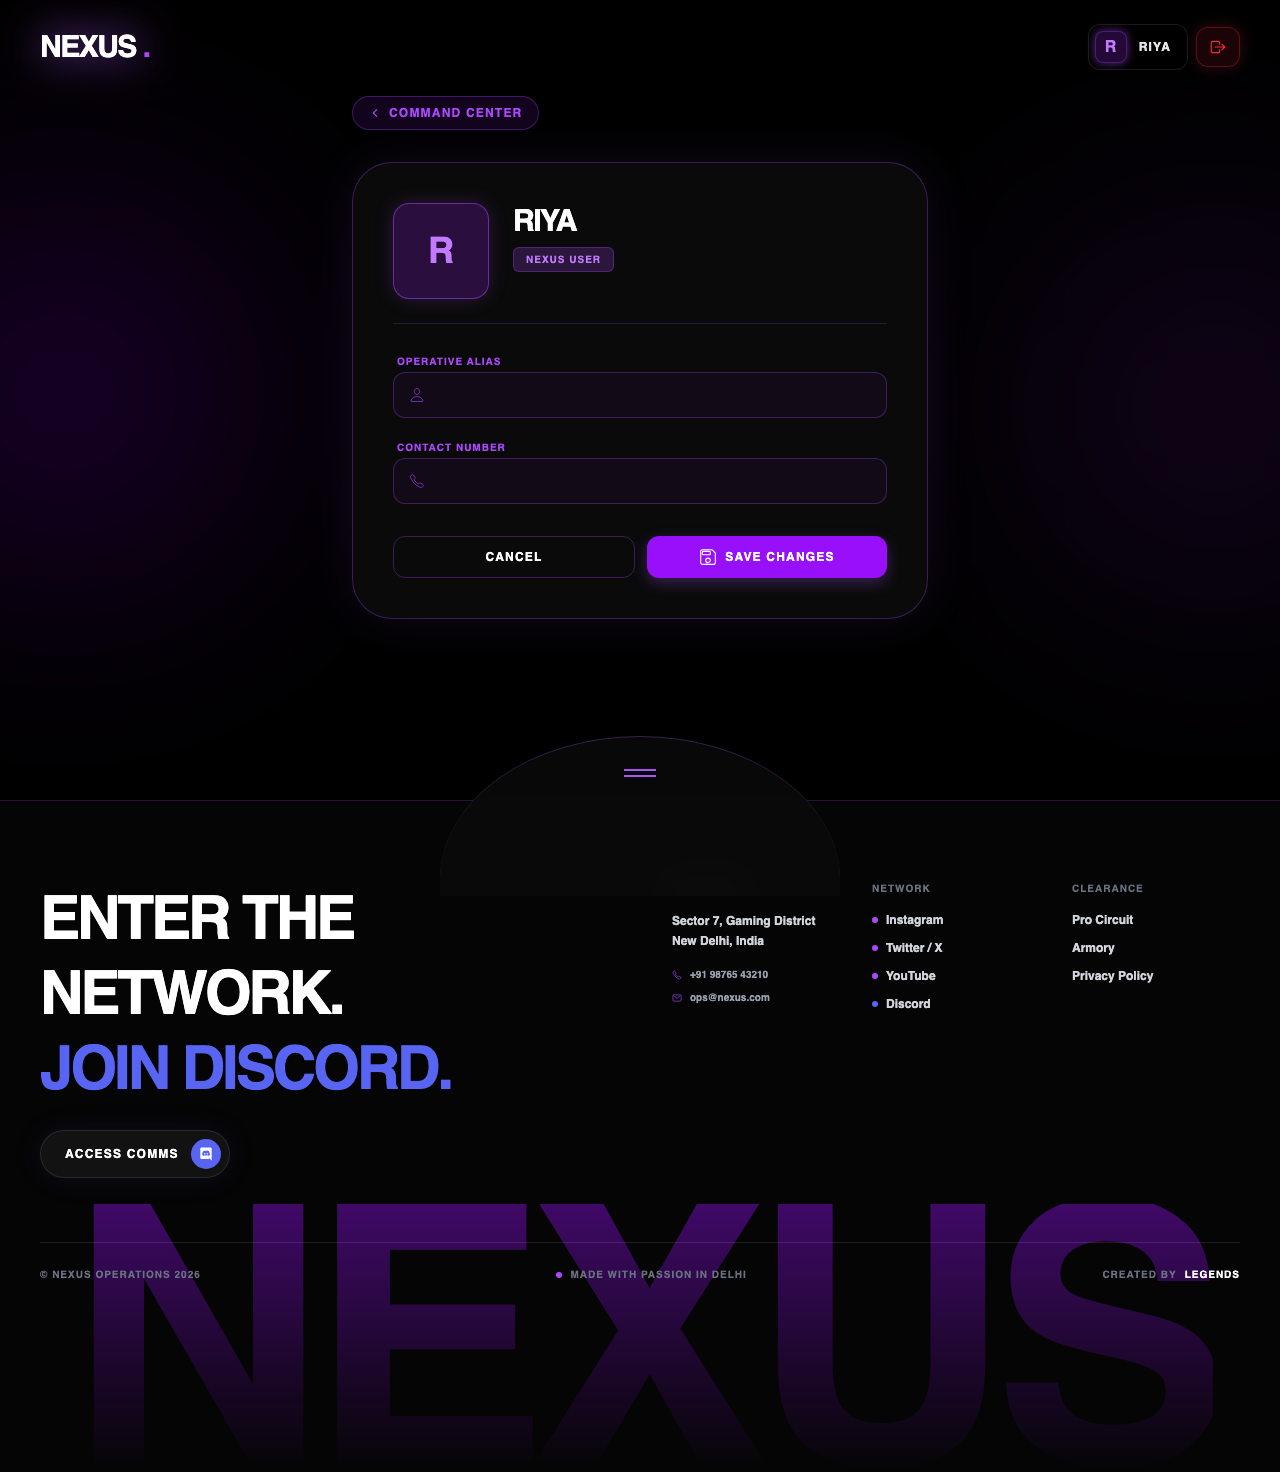 NEXUS .
R RIYA
COMMAND CENTER
R
RIYA
NEXUS USER
OPERATIVE ALIAS
CONTACT NUMBER
CANCEL
SAVE CHANGES
ENTER THE
NETWORK.
JOIN DISCORD.
ACCESS COMMS
Sector 7, Gaming District
New Delhi, India
+91 98765 43210
ops@nexus.com
NETWORK
Instagram
Twitter / X
YouTube
Discord
CLEARANCE
Pro Circuit
Armory
Privacy Policy
NEXUS
© NEXUS OPERATIONS 2026
MADE WITH PASSION IN DELHI
CREATED BY LEGENDS